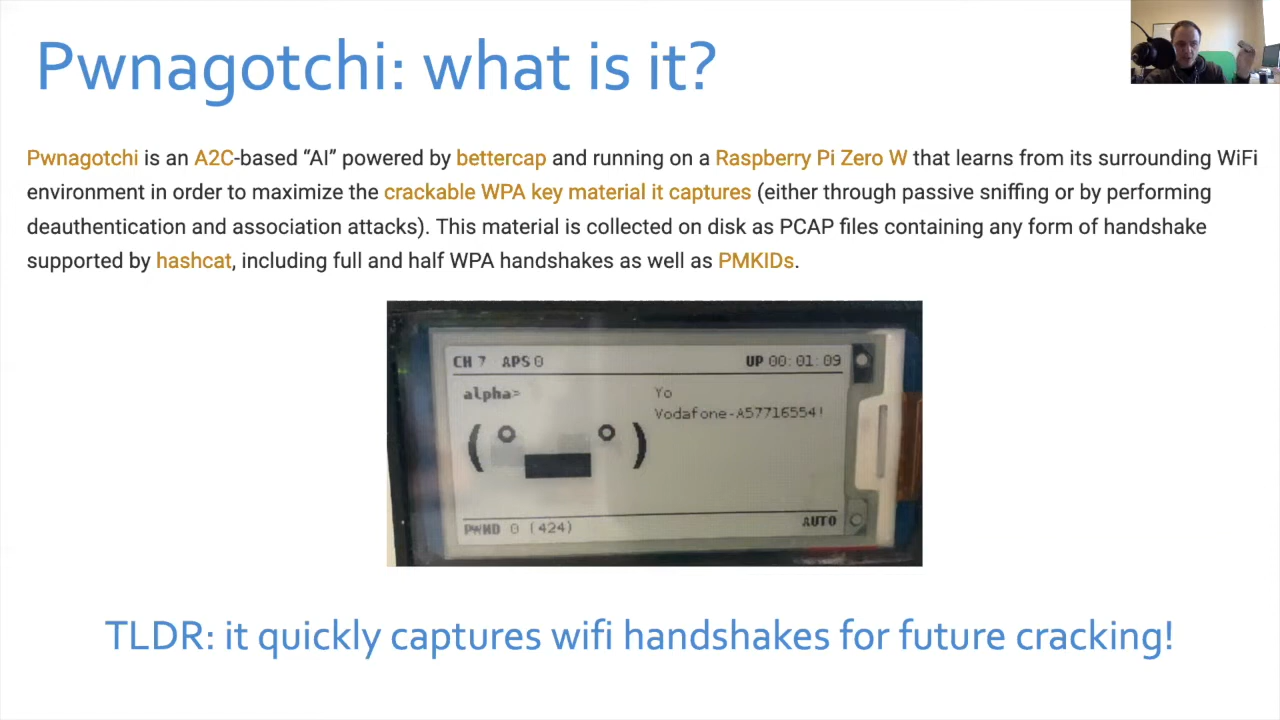 Pwnagotchi: what is it?
Pwnagotchi is an A2C-based “AI” powered by bettercap and running on a Raspberry Pi Zero W that learns from its surrounding WiFi
environment in order to maximize the crackable WPA key material it captures (either through passive sniffing or by performing
deauthentication and association attacks). This material is collected on disk as PCAP files containing any form of handshake
supported by hashcat, including full and half WPA handshakes as well as PMKIDs.
CH 7 APS 0 UP 00:01:09
alpha> Yo
Vodafone-A57716554!
PWND 0 (424) AUTO
TLDR: it quickly captures wifi handshakes for future cracking!